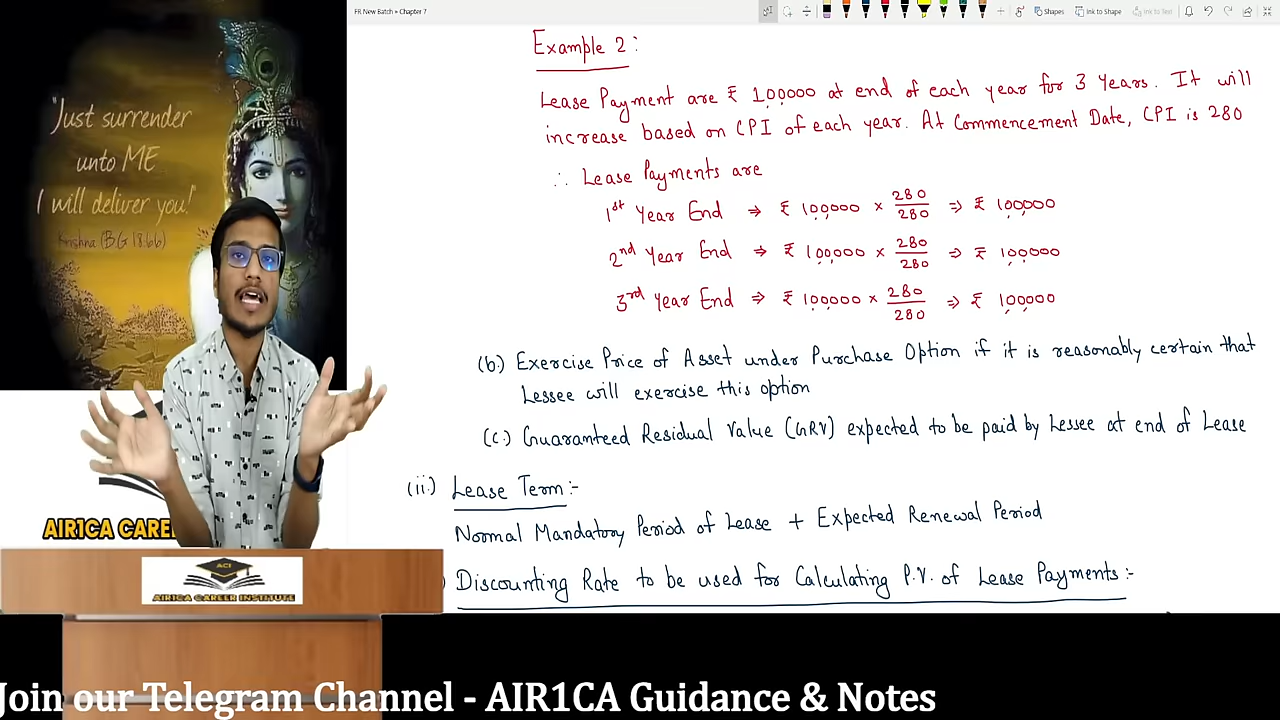 FR New Batch » Chapter 7
Shapes
Ink to Shape
Ink to Text
"Just surrender
unto ME
I will deliver you."
Krishna (BG 18:66)
Example 2:
Lease Payment are ₹ 100000 at end of each year for 3 Years. It will
increase based on CPI of each year. At Commencement Date, CPI is 280
∴ Lease Payments are
1st Year End ⇒ ₹ 100000 × 280/280 ⇒ ₹ 100000
2nd Year End ⇒ ₹ 100000 × 280/280 ⇒ ₹ 100000
3rd Year End ⇒ ₹ 100000 × 280/280 ⇒ ₹ 100000
(b.) Exercise Price of Asset under Purchase Option if it is reasonably certain that
Lessee will exercise this option
(c.) Guaranteed Residual Value (GRV) expected to be paid by Lessee at end of Lease
(ii.) Lease Term :-
Normal Mandatory Period of Lease + Expected Renewal Period
) Discounting Rate to be used for Calculating P.V. of Lease Payments :-
AIR1CA CAREE
ACI
AIR1CA CAREER INSTITUTE
Join our Telegram Channel - AIR1CA Guidance & Notes